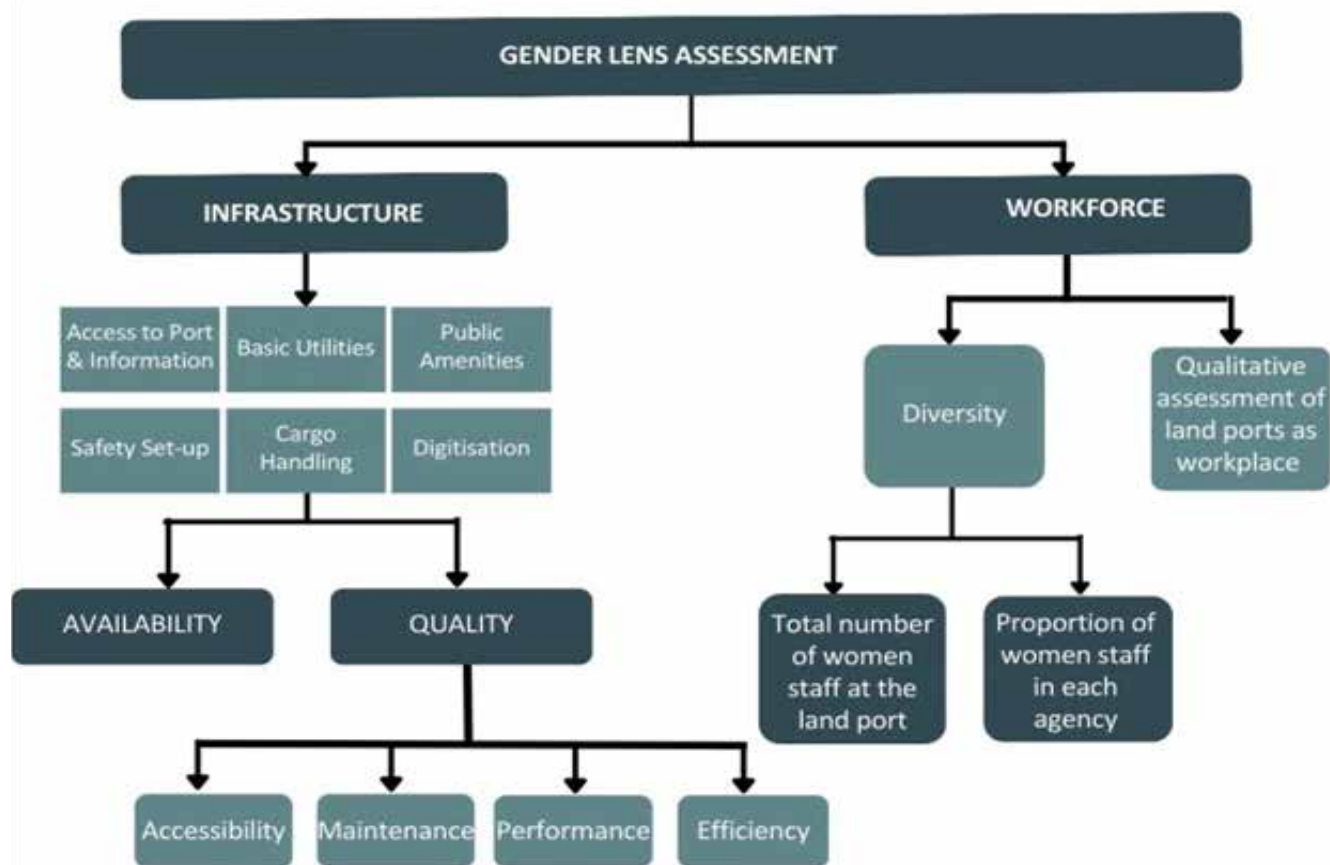 GENDER LENS ASSESSMENT
INFRASTRUCTURE
WORKFORCE
Access to Port
& Information
Basic Utilities
Public
Amenities
Safety Set-up
Cargo
Handling
Digitisation
Diversity
Qualitative
assessment of
land ports as
workplace
AVAILABILITY
QUALITY
Total number
of women
staff at the
land port
Proportion of
women staff
in each
agency
Accessibility
Maintenance
Performance
Efficiency